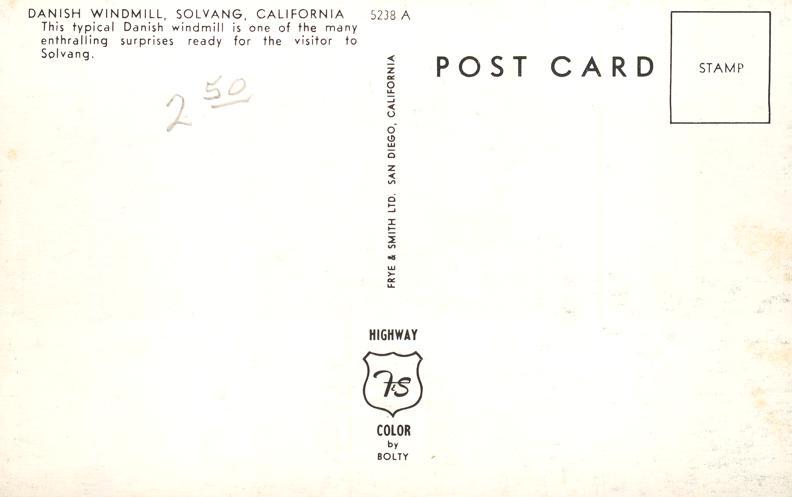 DANISH WINDMILL, SOLVANG, CALIFORNIA 5238 A
This typical Danish windmill is one of the many
enthralling surprises ready for the visitor to
Solvang.
2 50
FRYE & SMITH LTD. SAN DIEGO, CALIFORNIA
POST CARD
STAMP
HIGHWAY
F&S
COLOR
by
BOLTY